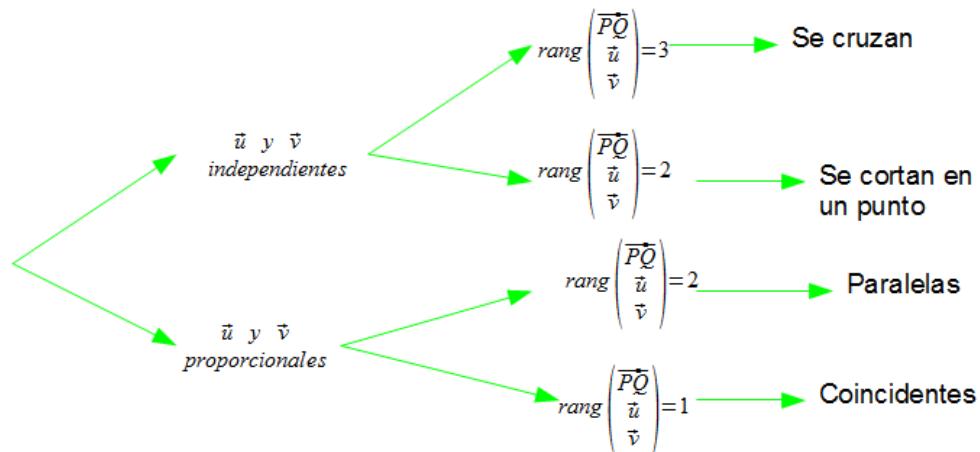 rang(PQ⃗ u⃗ v⃗)=3
Se cruzan
u⃗ y v⃗
independientes
rang(PQ⃗ u⃗ v⃗)=2
Se cortan en
un punto
rang(PQ⃗ u⃗ v⃗)=2
Paralelas
u⃗ y v⃗
proporcionales
rang(PQ⃗ u⃗ v⃗)=1
Coincidentes